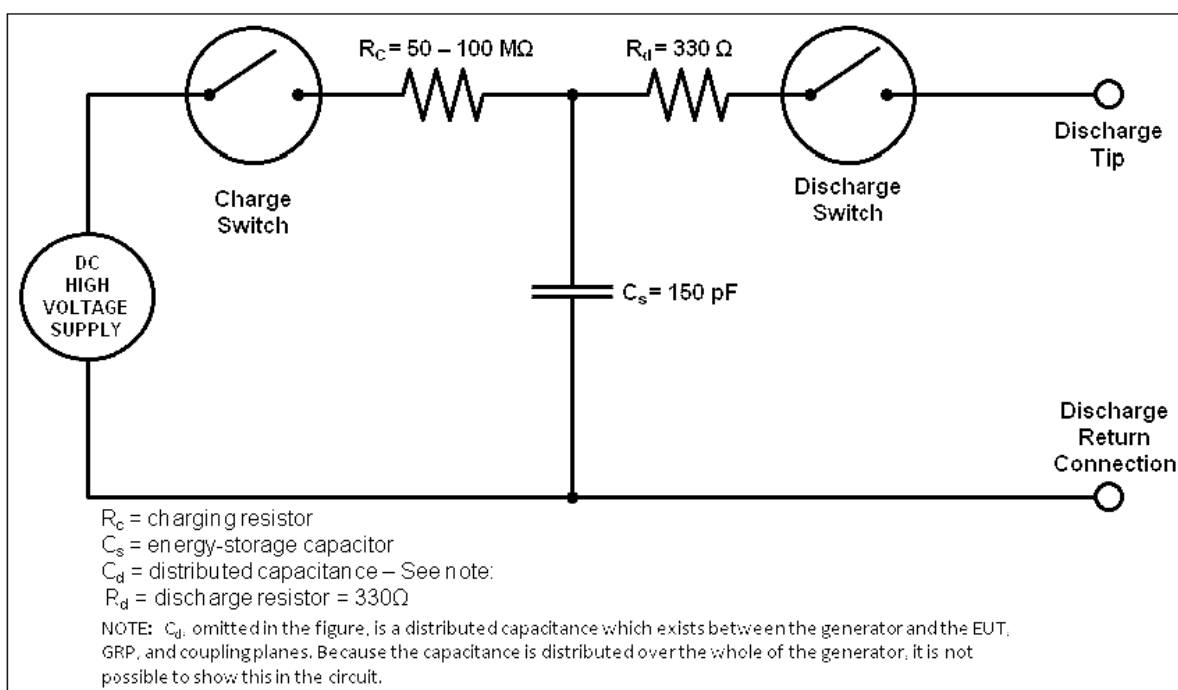 R_C = 50 – 100 MΩ
R_d = 330 Ω
Charge
Switch
Discharge
Switch
Discharge
Tip
DC
HIGH
VOLTAGE
SUPPLY
C_s = 150 pF
Discharge
Return
Connection
R_c = charging resistor
C_s = energy-storage capacitor
C_d = distributed capacitance – See note:
R_d = discharge resistor = 330Ω
NOTE: C_d, omitted in the figure, is a distributed capacitance which exists between the generator and the EUT,
GRP, and coupling planes. Because the capacitance is distributed over the whole of the generator, it is not
possible to show this in the circuit.